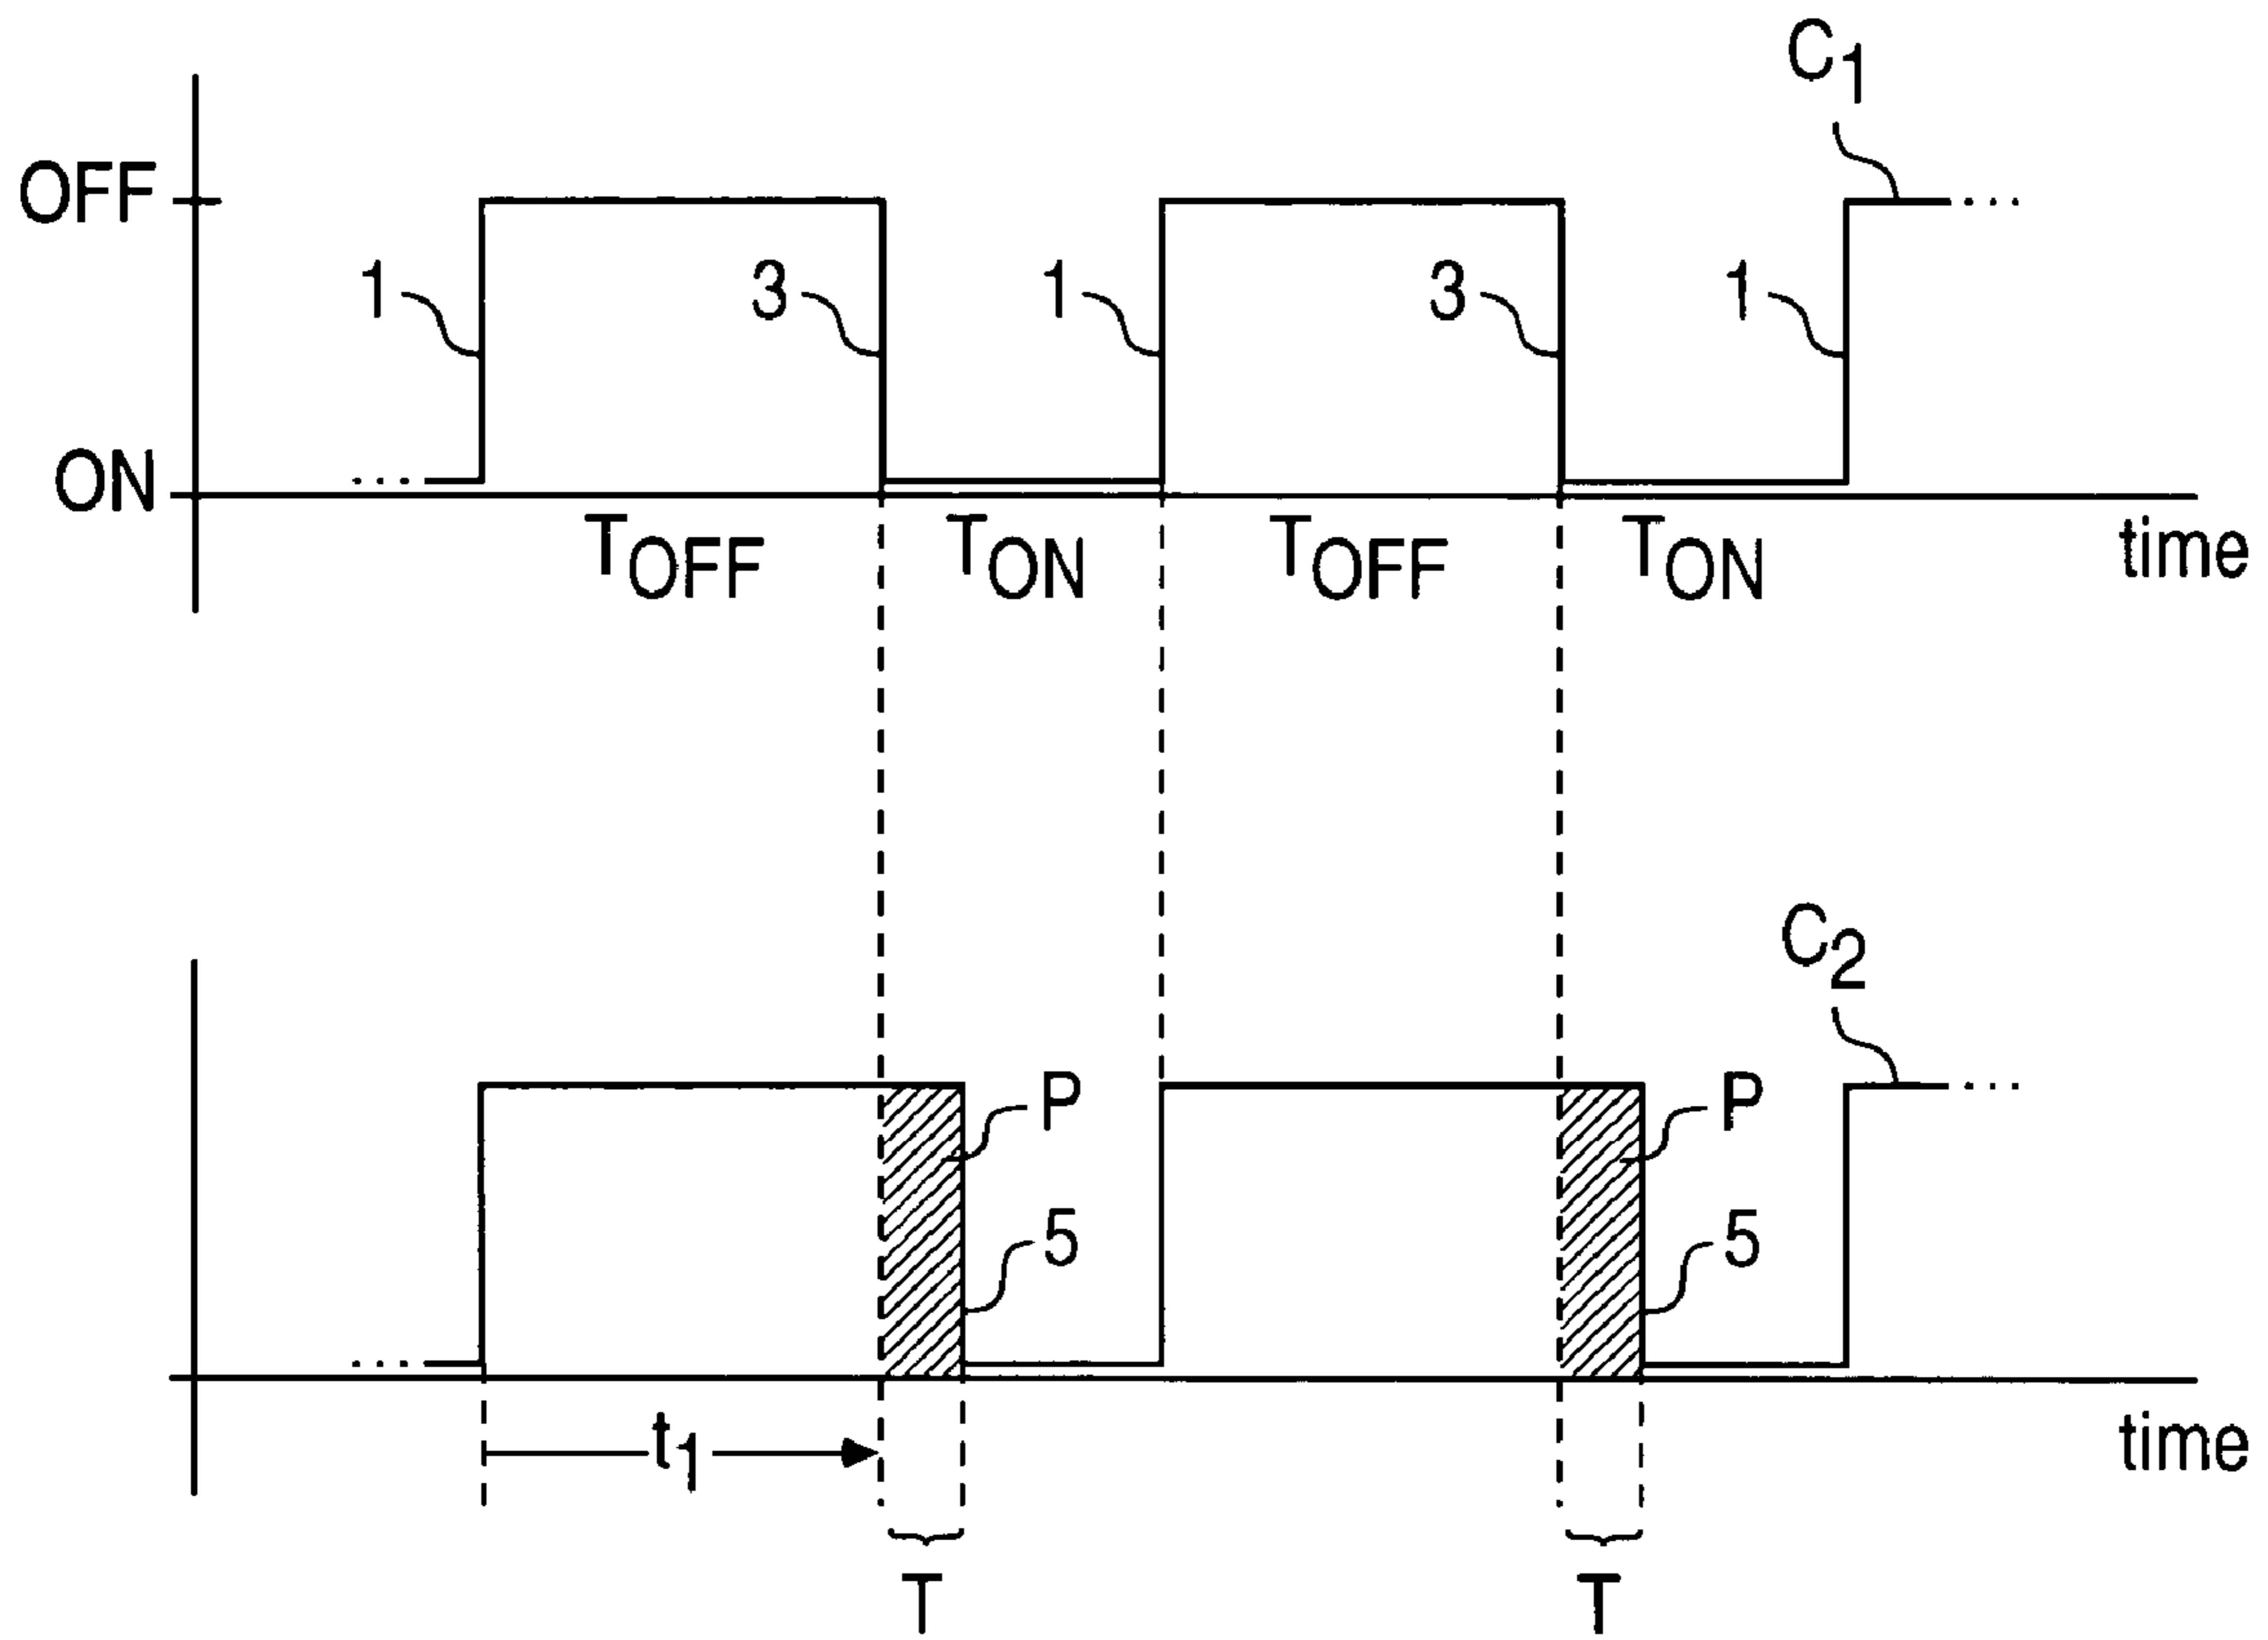 C1
OFF
1 3 1 3 1
ON
TOFF TON TOFF TON time
C2
P P
5 5
t1 time
T T